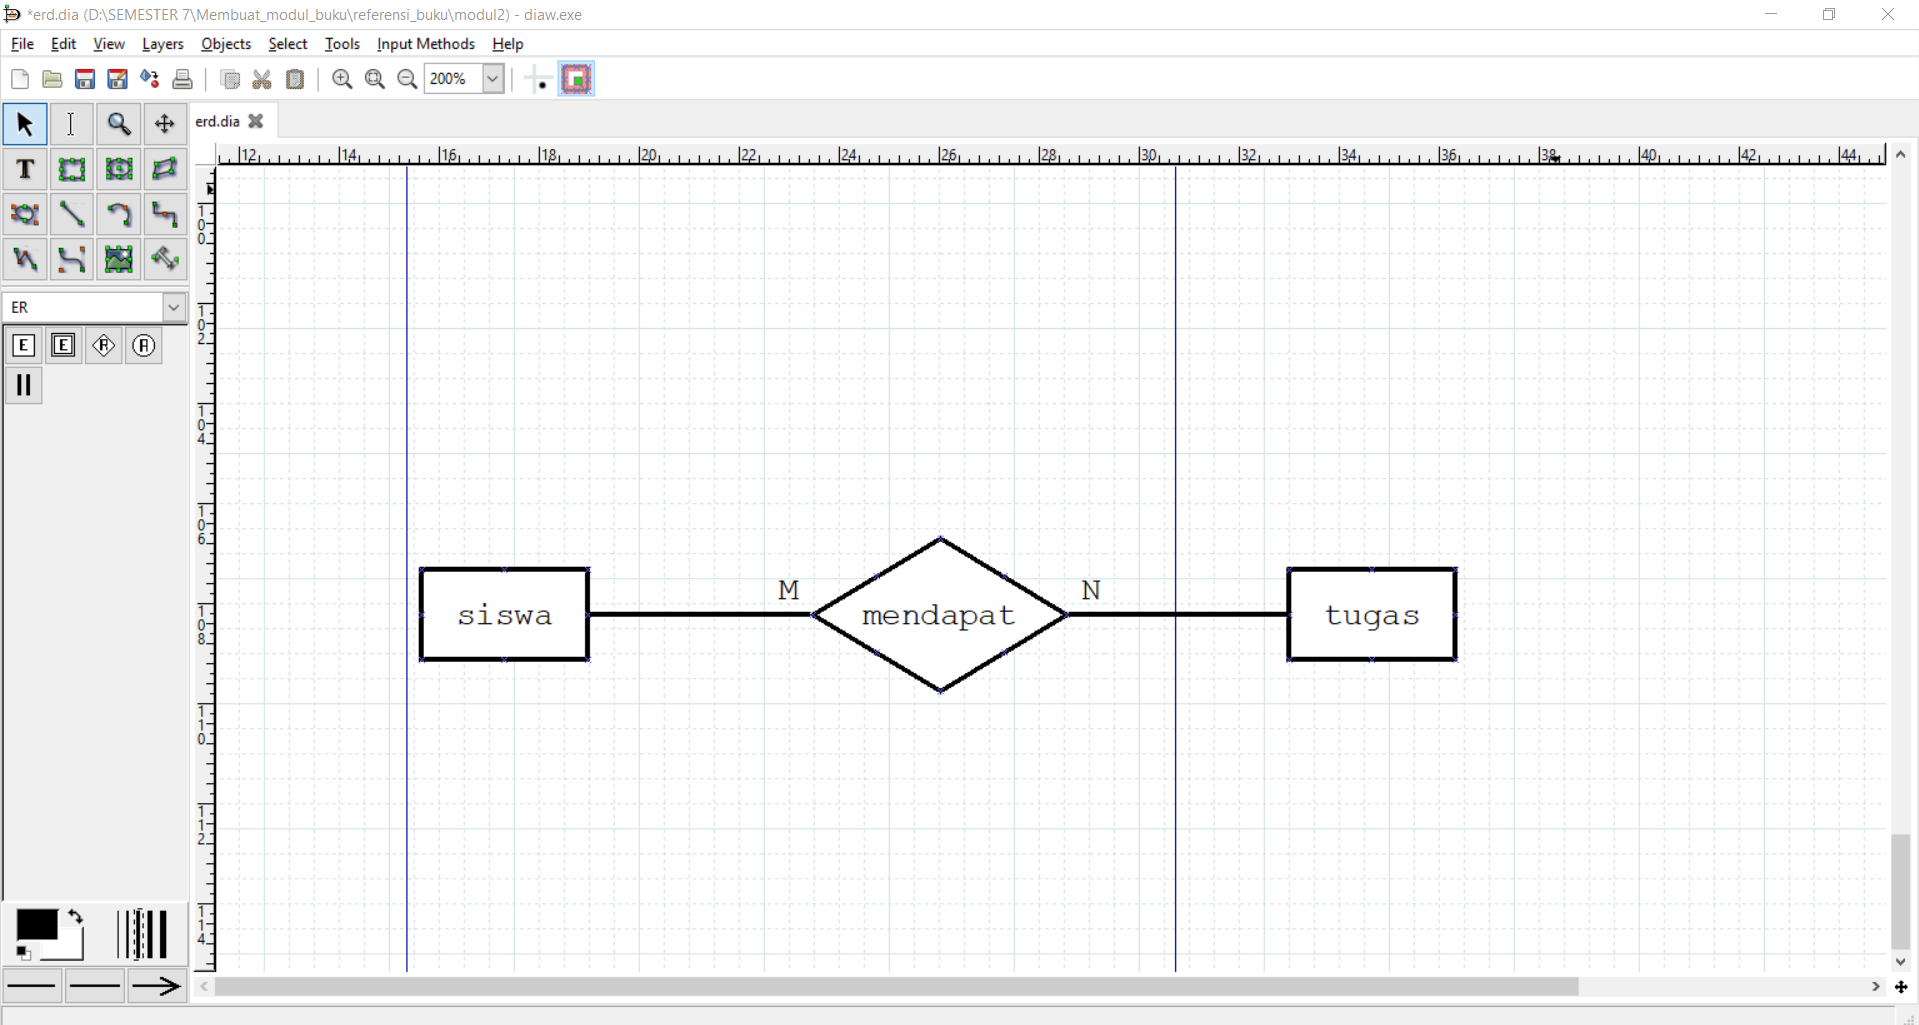 *erd.dia (D:\SEMESTER 7\Membuat_modul_buku\referensi_buku\modul2) - diaw.exe
File Edit View Layers Objects Select Tools Input Methods Help
200%
erd.dia
12 14 16 18 20 22 24 26 28 30 32 34 36 38 40 42 44
T
ER
E E R A
100
102
104
106
M N
siswa mendapat tugas
108
110
112
114